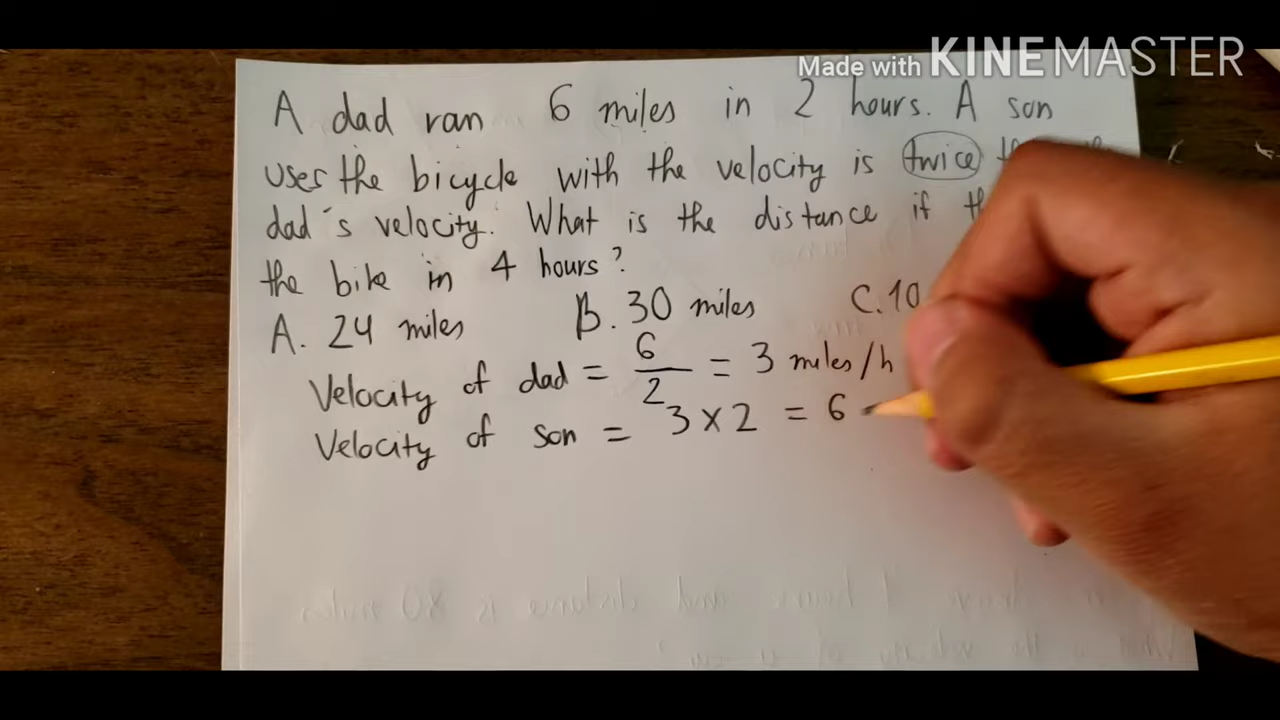 Made with KINEMASTER
A dad ran 6 miles in 2 hours. A son
uses the bicycle with the velocity is twice
dad's velocity. What is the distance if
the bike in 4 hours?
A. 24 miles B. 30 miles C. 10
Velocity of dad = 6/2 = 3 miles/h
Velocity of son = 3 x 2 = 6